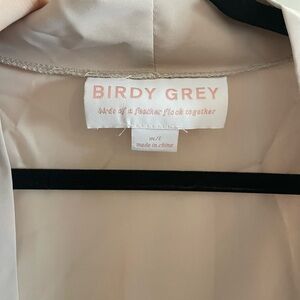 BIRDY GREY
birds of a feather flock together
m/l
made in china